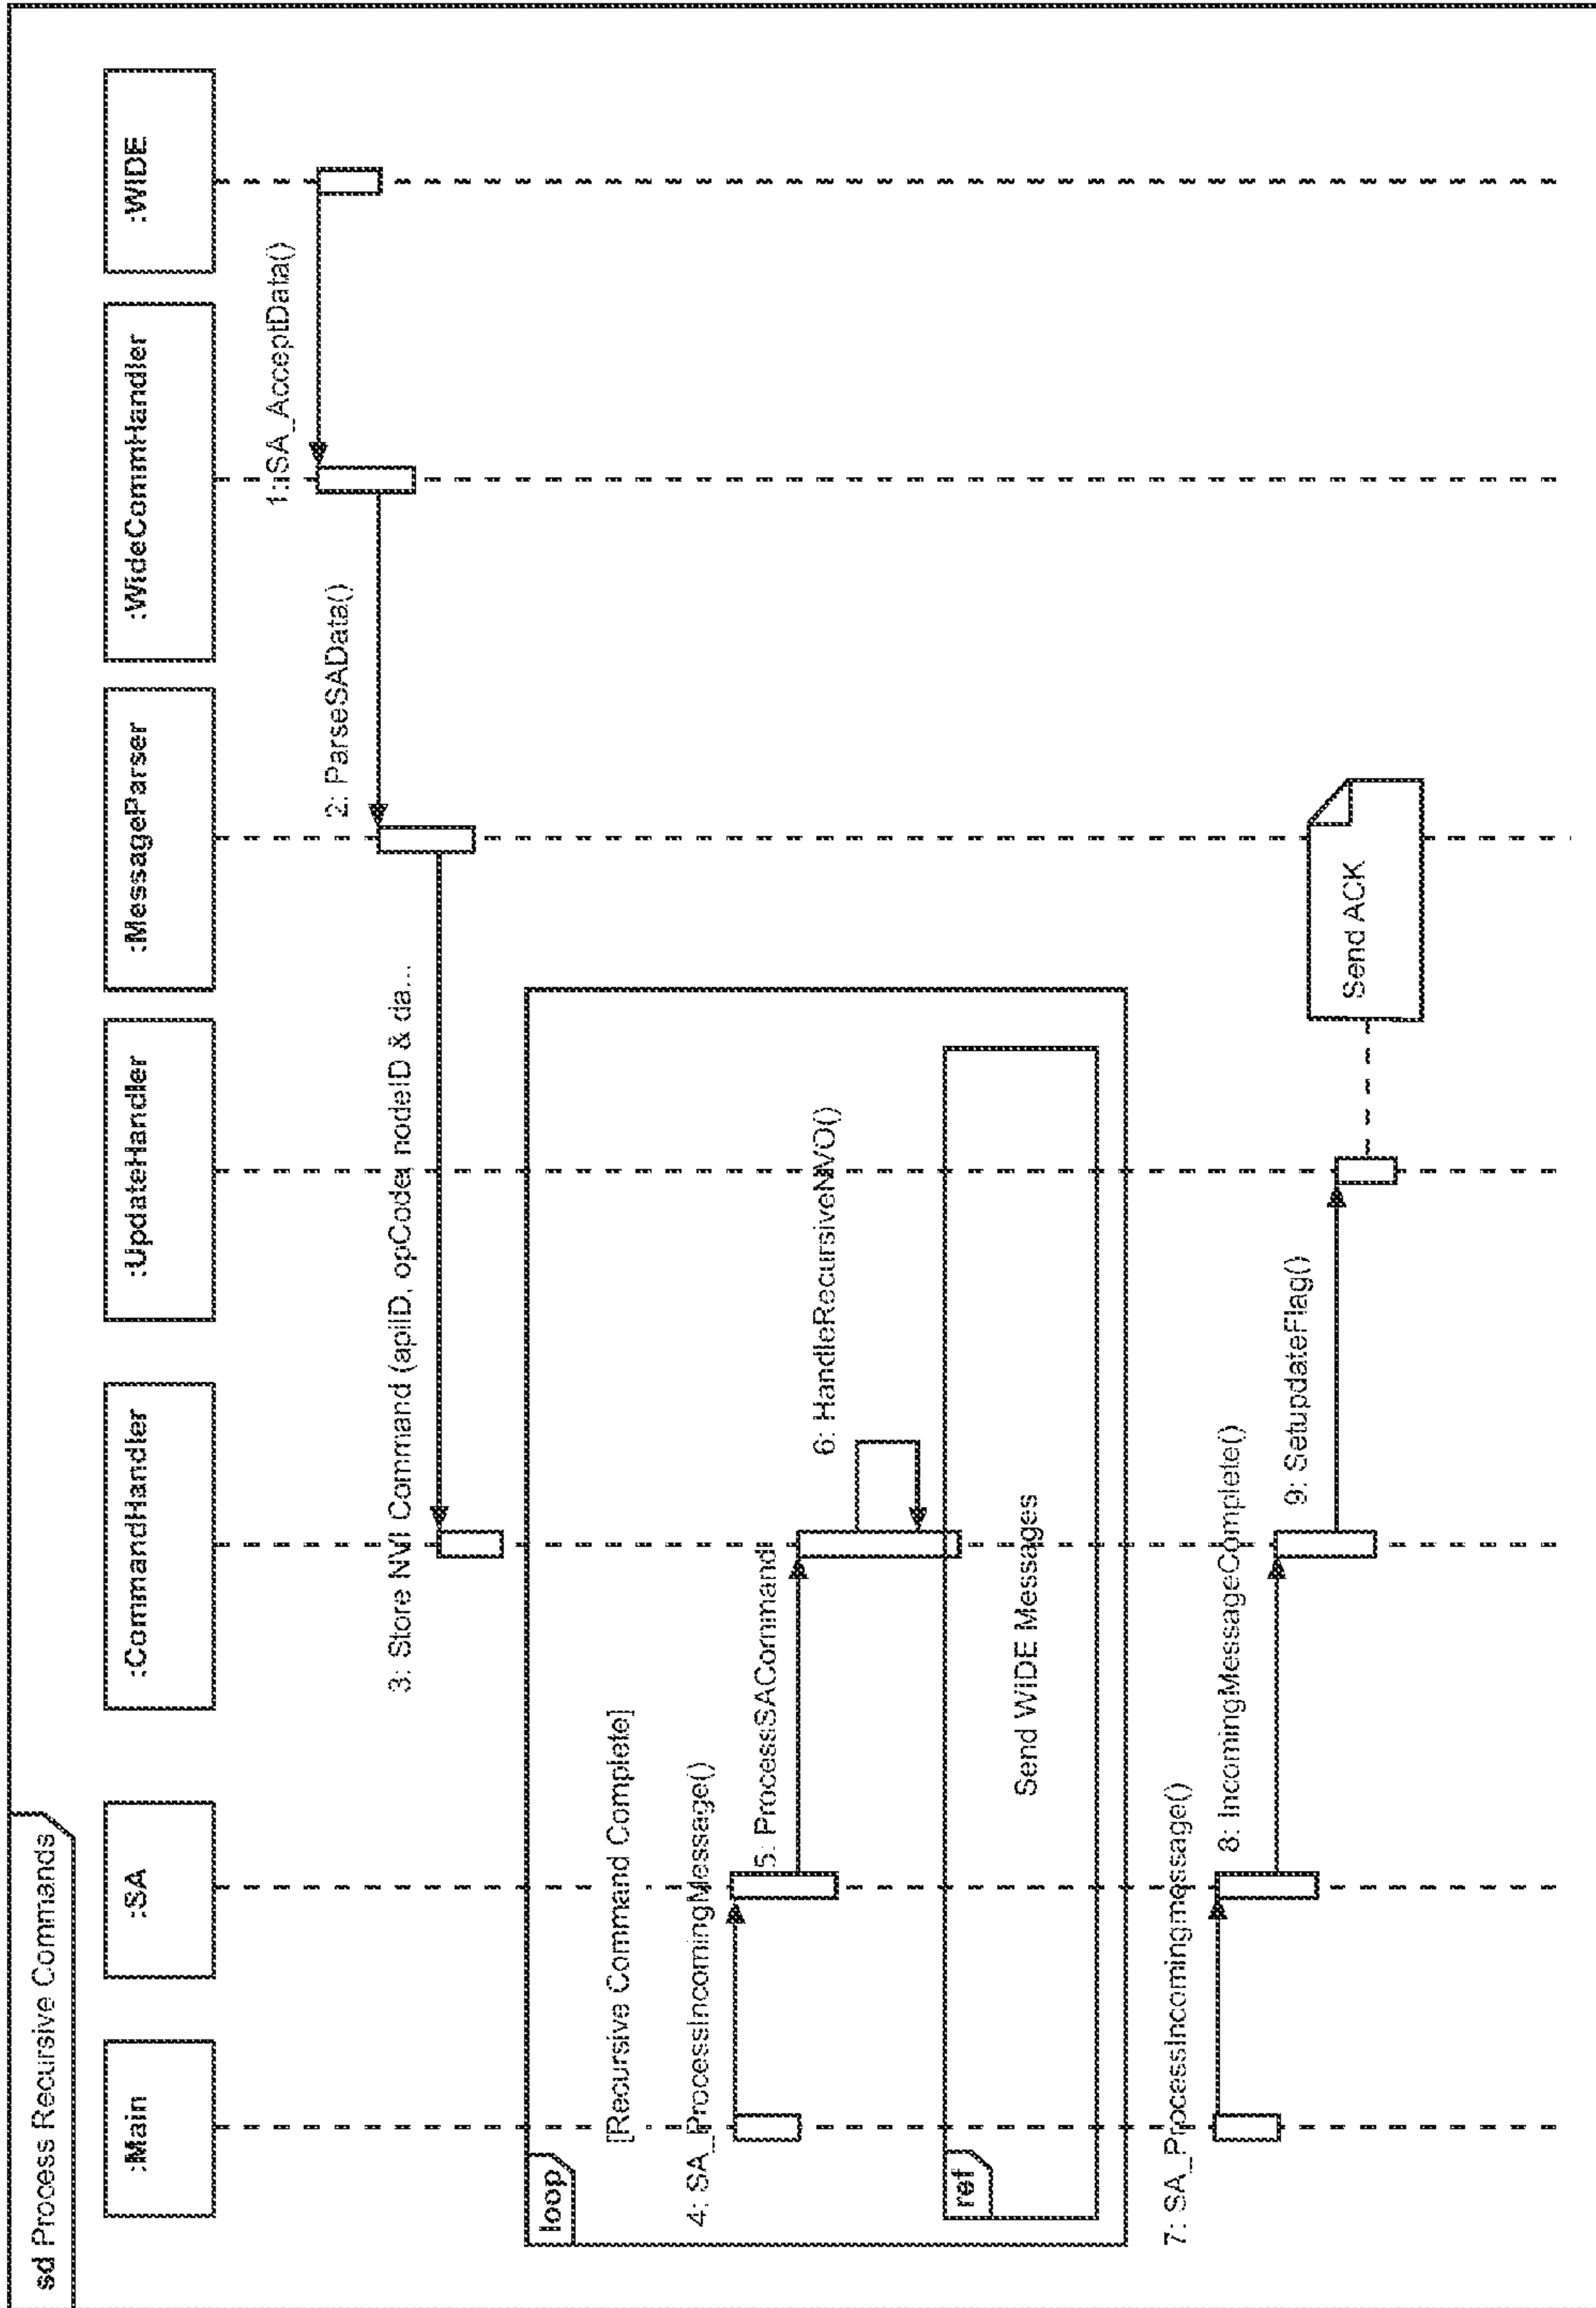 sd Process Recursive Commands
:Main
:SA
:CommandHandler
:UpdateHandler
:MessageParser
:WideCommHandler
:WIDE
1:iSA_AcceptData()
2: ParseSAData()
3: Store NVI Command (apiID, opCode, nodeID & da...
loop
[Recursive Command Complete]
4: SA_ProcessIncomingMessage()
5: ProcessSACommand
6: HandleRecursiveNVO()
ref
Send WIDE Messages
7: SA_ProcessIncomingmessage()
8: IncomingMessageComplete()
9: SetupdateFlag()
Send ACK